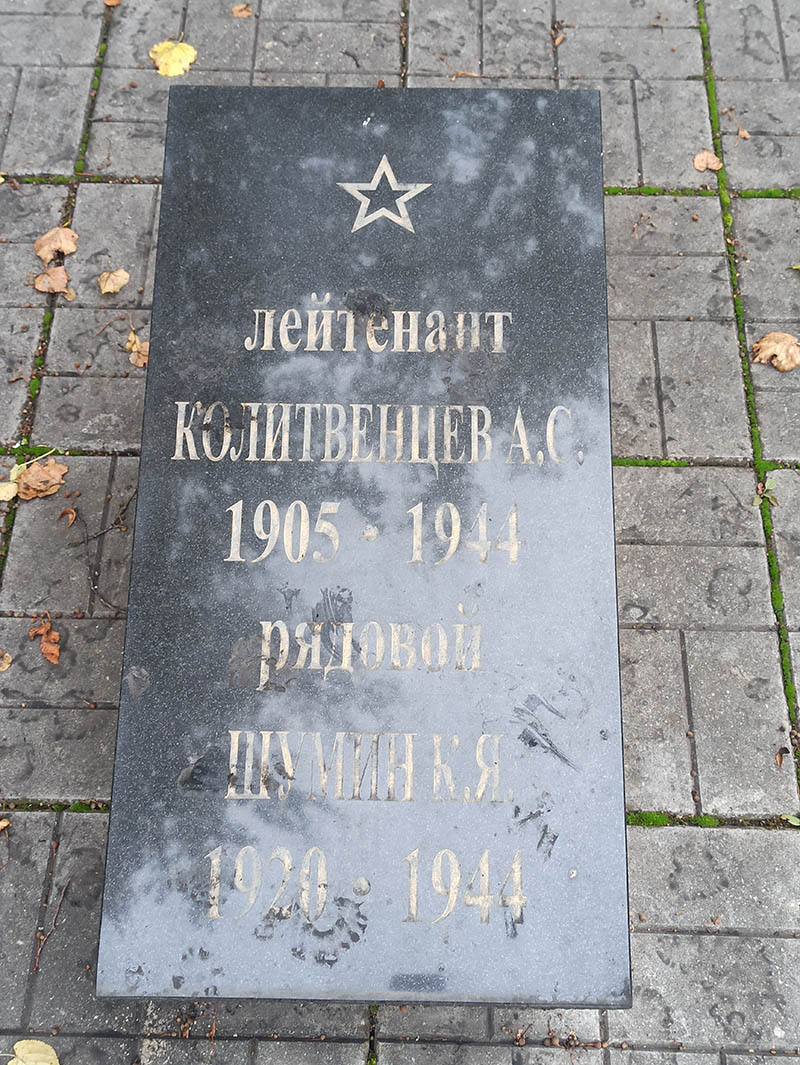 лейтенант
КОЛИТВЕНЦЕВ А.С.
1905 • 1944
рядовой
ШУМИН К.Я.
1920 • 1944